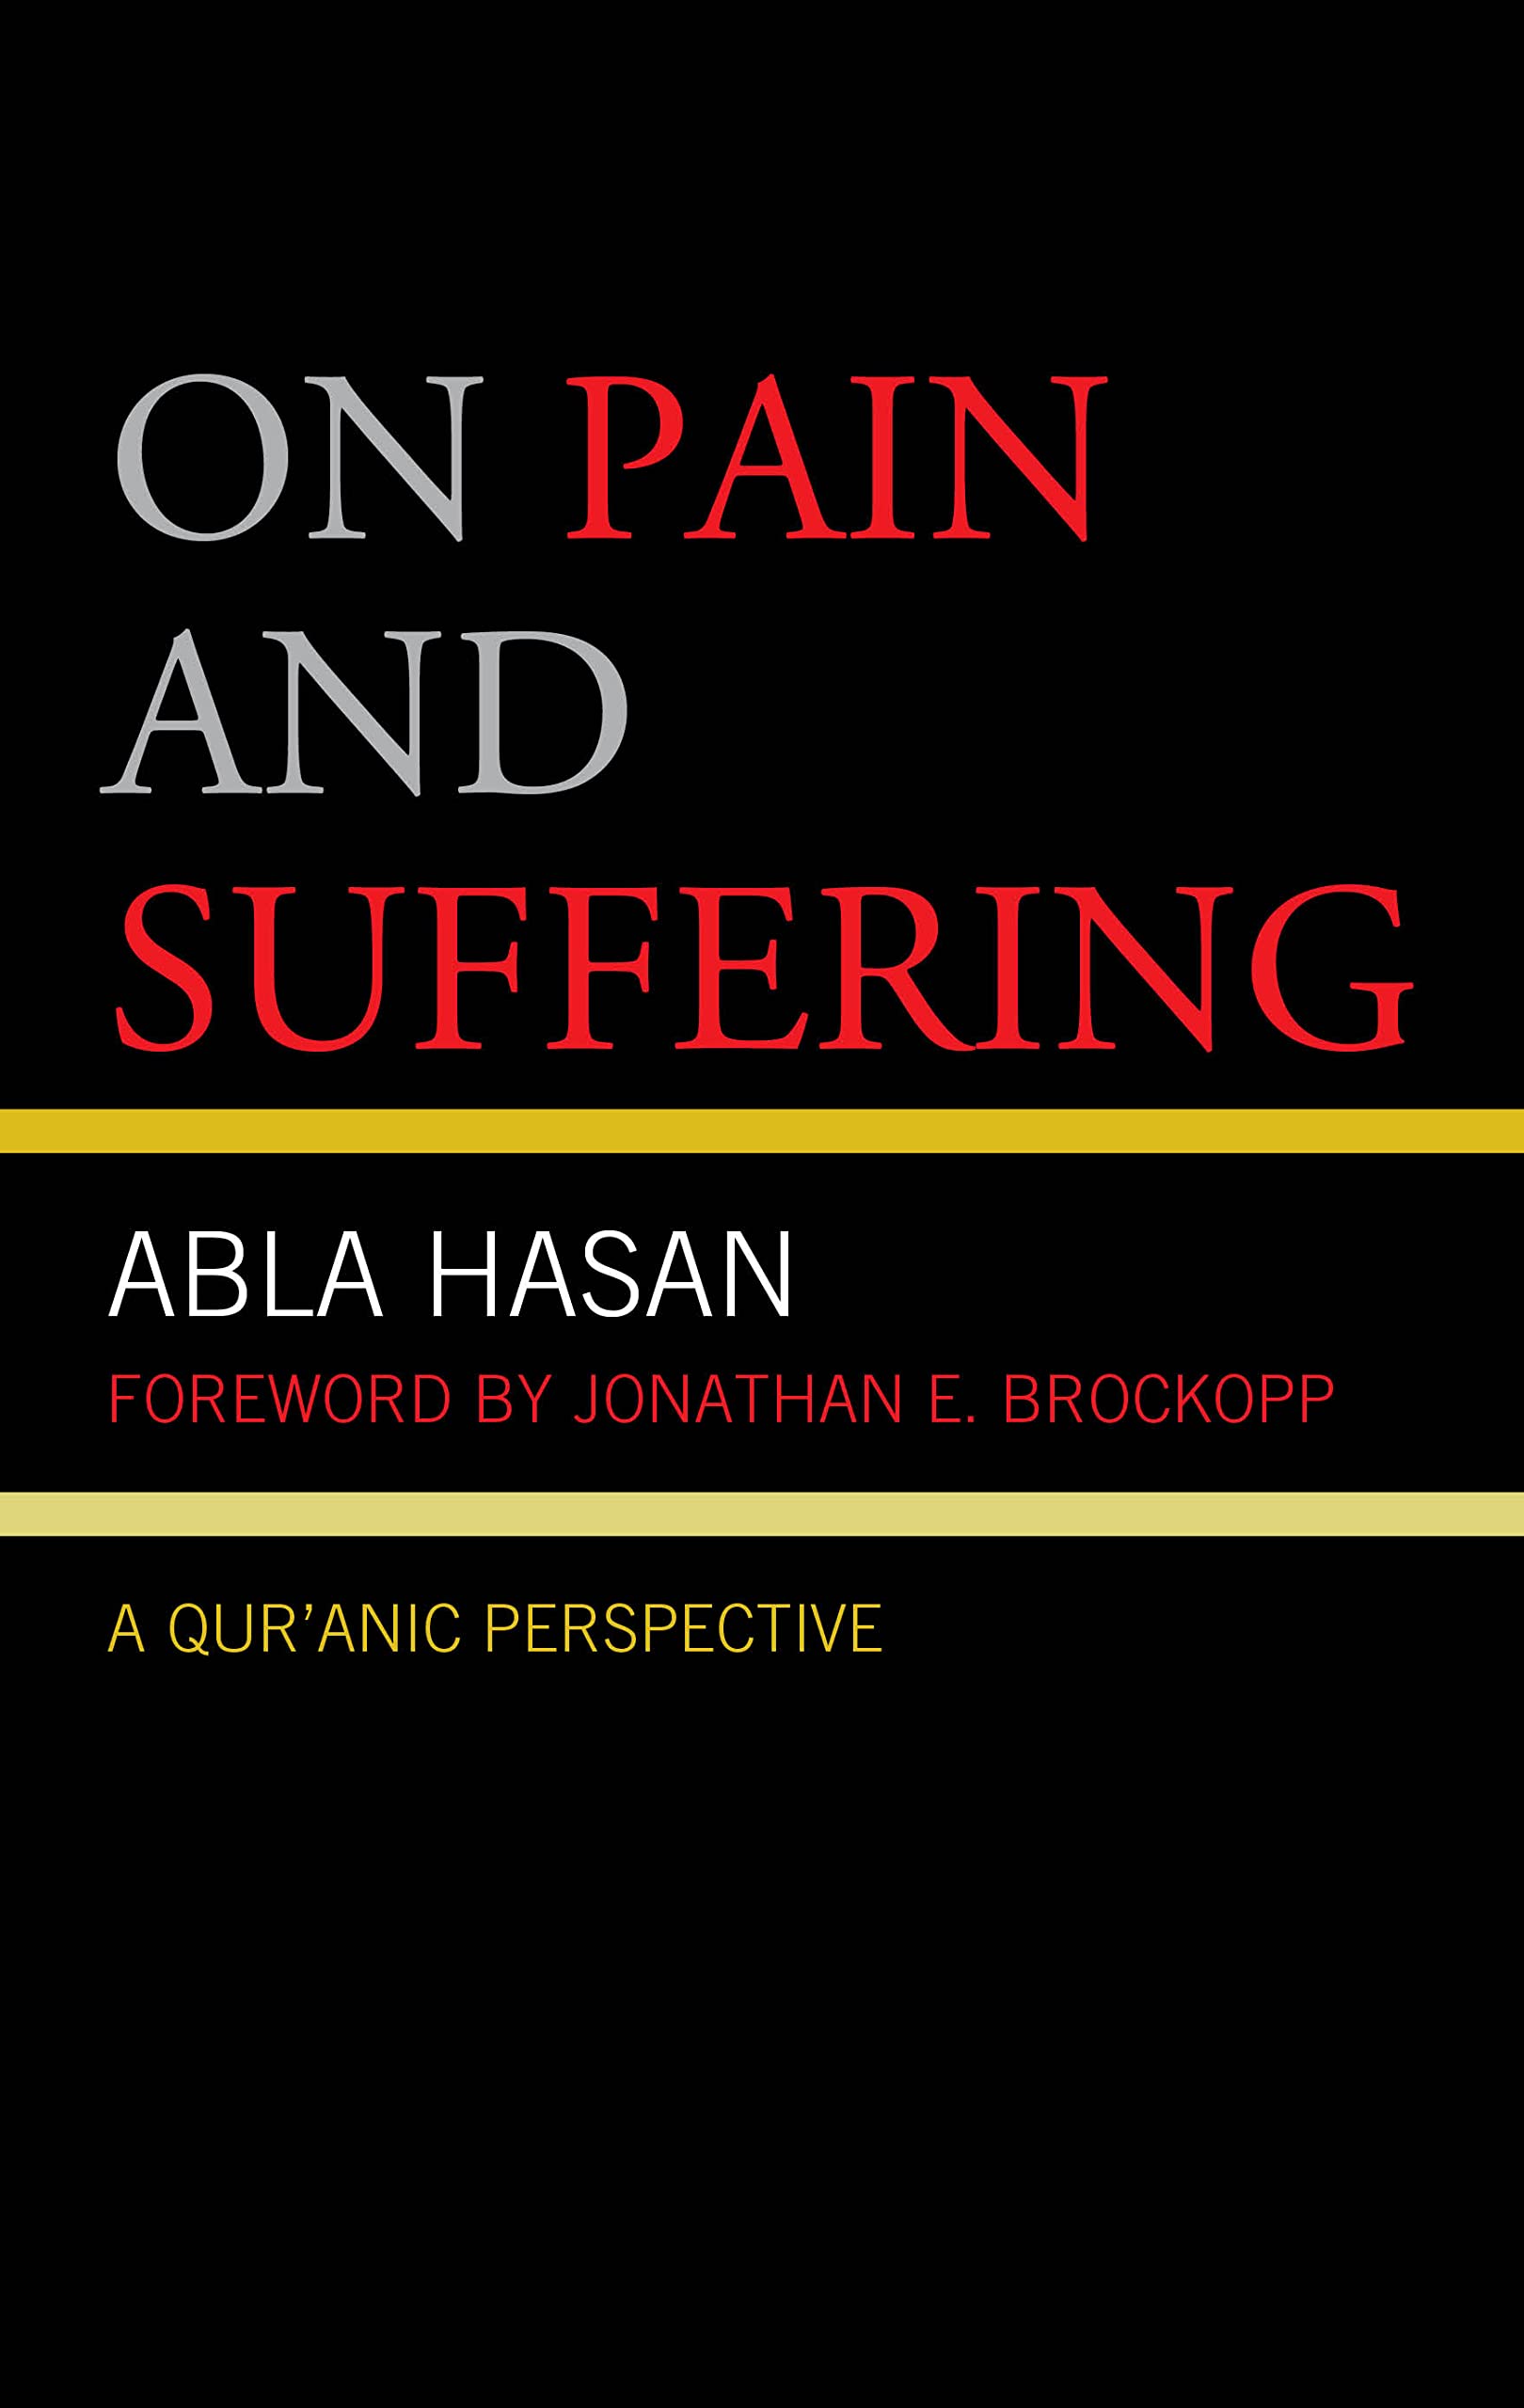 ON PAIN
AND
SUFFERING
ABLA HASAN
FOREWORD BY JONATHAN E. BROCKOPP
A QUR’ANIC PERSPECTIVE